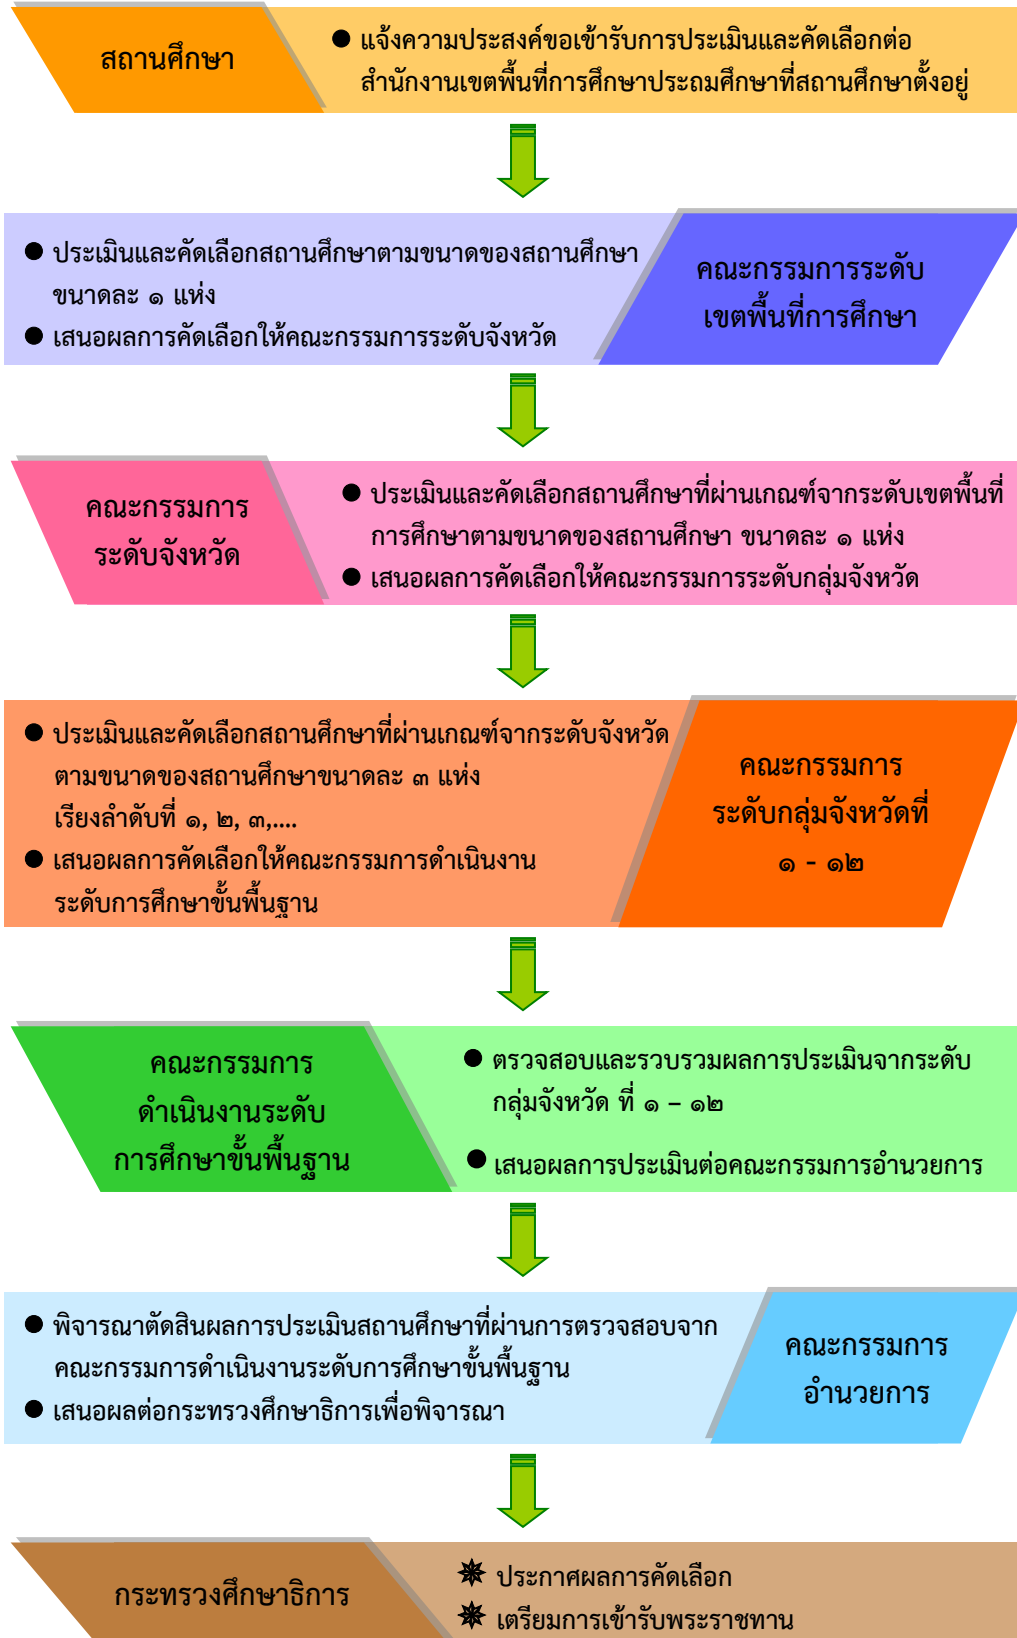 สถานศึกษา
● แจ้งความประสงค์ขอเข้ารับการประเมินและคัดเลือกต่อ
สำนักงานเขตพื้นที่การศึกษาประถมศึกษาที่สถานศึกษาตั้งอยู่
● ประเมินและคัดเลือกสถานศึกษาตามขนาดของสถานศึกษา
ขนาดละ ๑ แห่ง
● เสนอผลการคัดเลือกให้คณะกรรมการระดับจังหวัด
คณะกรรมการระดับ
เขตพื้นที่การศึกษา
คณะกรรมการ
ระดับจังหวัด
● ประเมินและคัดเลือกสถานศึกษาที่ผ่านเกณฑ์จากระดับเขตพื้นที่
การศึกษาตามขนาดของสถานศึกษา ขนาดละ ๑ แห่ง
● เสนอผลการคัดเลือกให้คณะกรรมการระดับกลุ่มจังหวัด
● ประเมินและคัดเลือกสถานศึกษาที่ผ่านเกณฑ์จากระดับจังหวัด
ตามขนาดของสถานศึกษาขนาดละ ๓ แห่ง
เรียงลำดับที่ ๑, ๒, ๓,....
● เสนอผลการคัดเลือกให้คณะกรรมการดำเนินงาน
ระดับการศึกษาขั้นพื้นฐาน
คณะกรรมการ
ระดับกลุ่มจังหวัดที่
๑ - ๑๒
คณะกรรมการ
ดำเนินงานระดับ
การศึกษาขั้นพื้นฐาน
● ตรวจสอบและรวบรวมผลการประเมินจากระดับ
กลุ่มจังหวัด ที่ ๑ – ๑๒
● เสนอผลการประเมินต่อคณะกรรมการอำนวยการ
● พิจารณาตัดสินผลการประเมินสถานศึกษาที่ผ่านการตรวจสอบจาก
คณะกรรมการดำเนินงานระดับการศึกษาขั้นพื้นฐาน
● เสนอผลต่อกระทรวงศึกษาธิการเพื่อพิจารณา
คณะกรรมการ
อำนวยการ
กระทรวงศึกษาธิการ
✵ ประกาศผลการคัดเลือก
✵ เตรียมการเข้ารับพระราชทาน